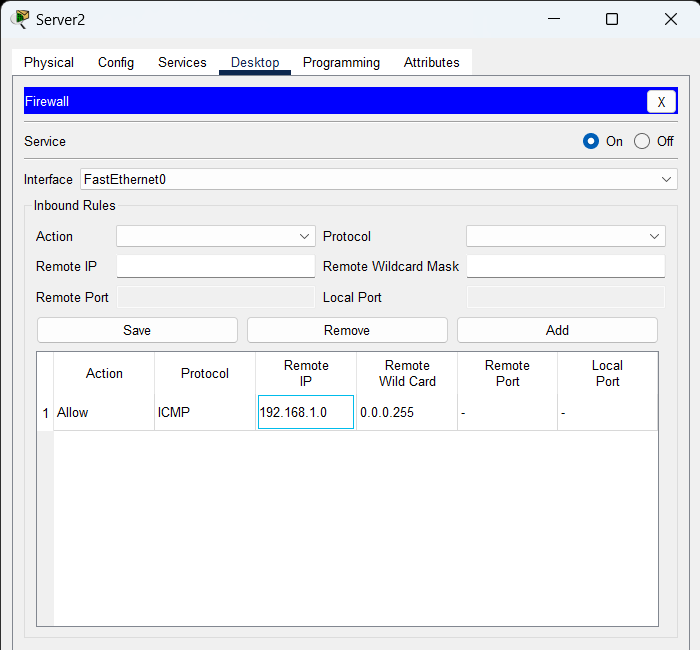 Server2
Physical Config Services Desktop Programming Attributes
Firewall X
Service On Off
Interface FastEthernet0
Inbound Rules
Action Protocol
Remote IP Remote Wildcard Mask
Remote Port Local Port
Save Remove Add
Action Protocol Remote IP Remote Wild Card Remote Port Local Port
1 Allow ICMP 192.168.1.0 0.0.0.255 - -